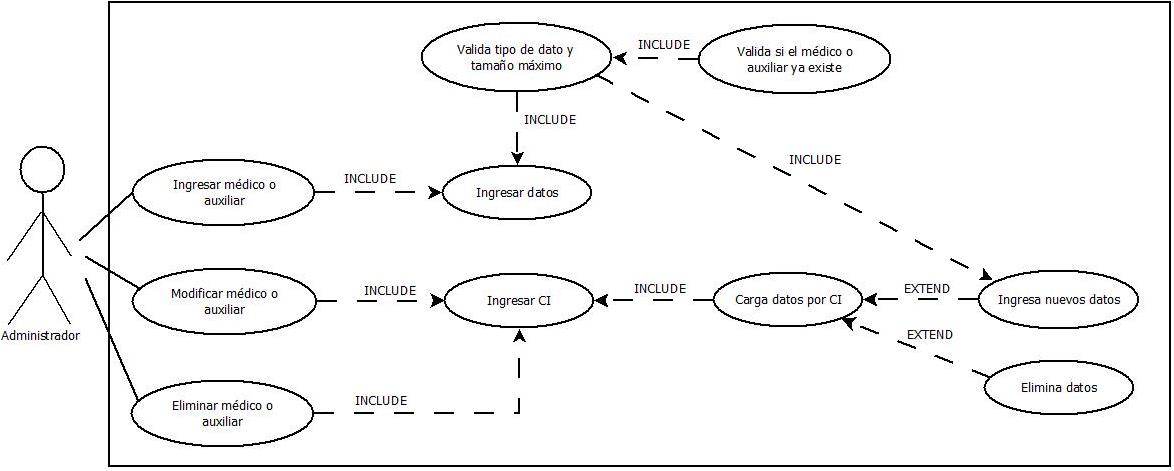 Valida tipo de dato y
tamaño máximo
INCLUDE
Valida si el médico o
auxiliar ya existe
INCLUDE
INCLUDE
Ingresar médico o
auxiliar
INCLUDE
Ingresar datos
Administrador
Modificar médico o
auxiliar
INCLUDE
Ingresar CI
INCLUDE
Carga datos por CI
EXTEND
Ingresa nuevos datos
EXTEND
Elimina datos
Eliminar médico o
auxiliar
INCLUDE